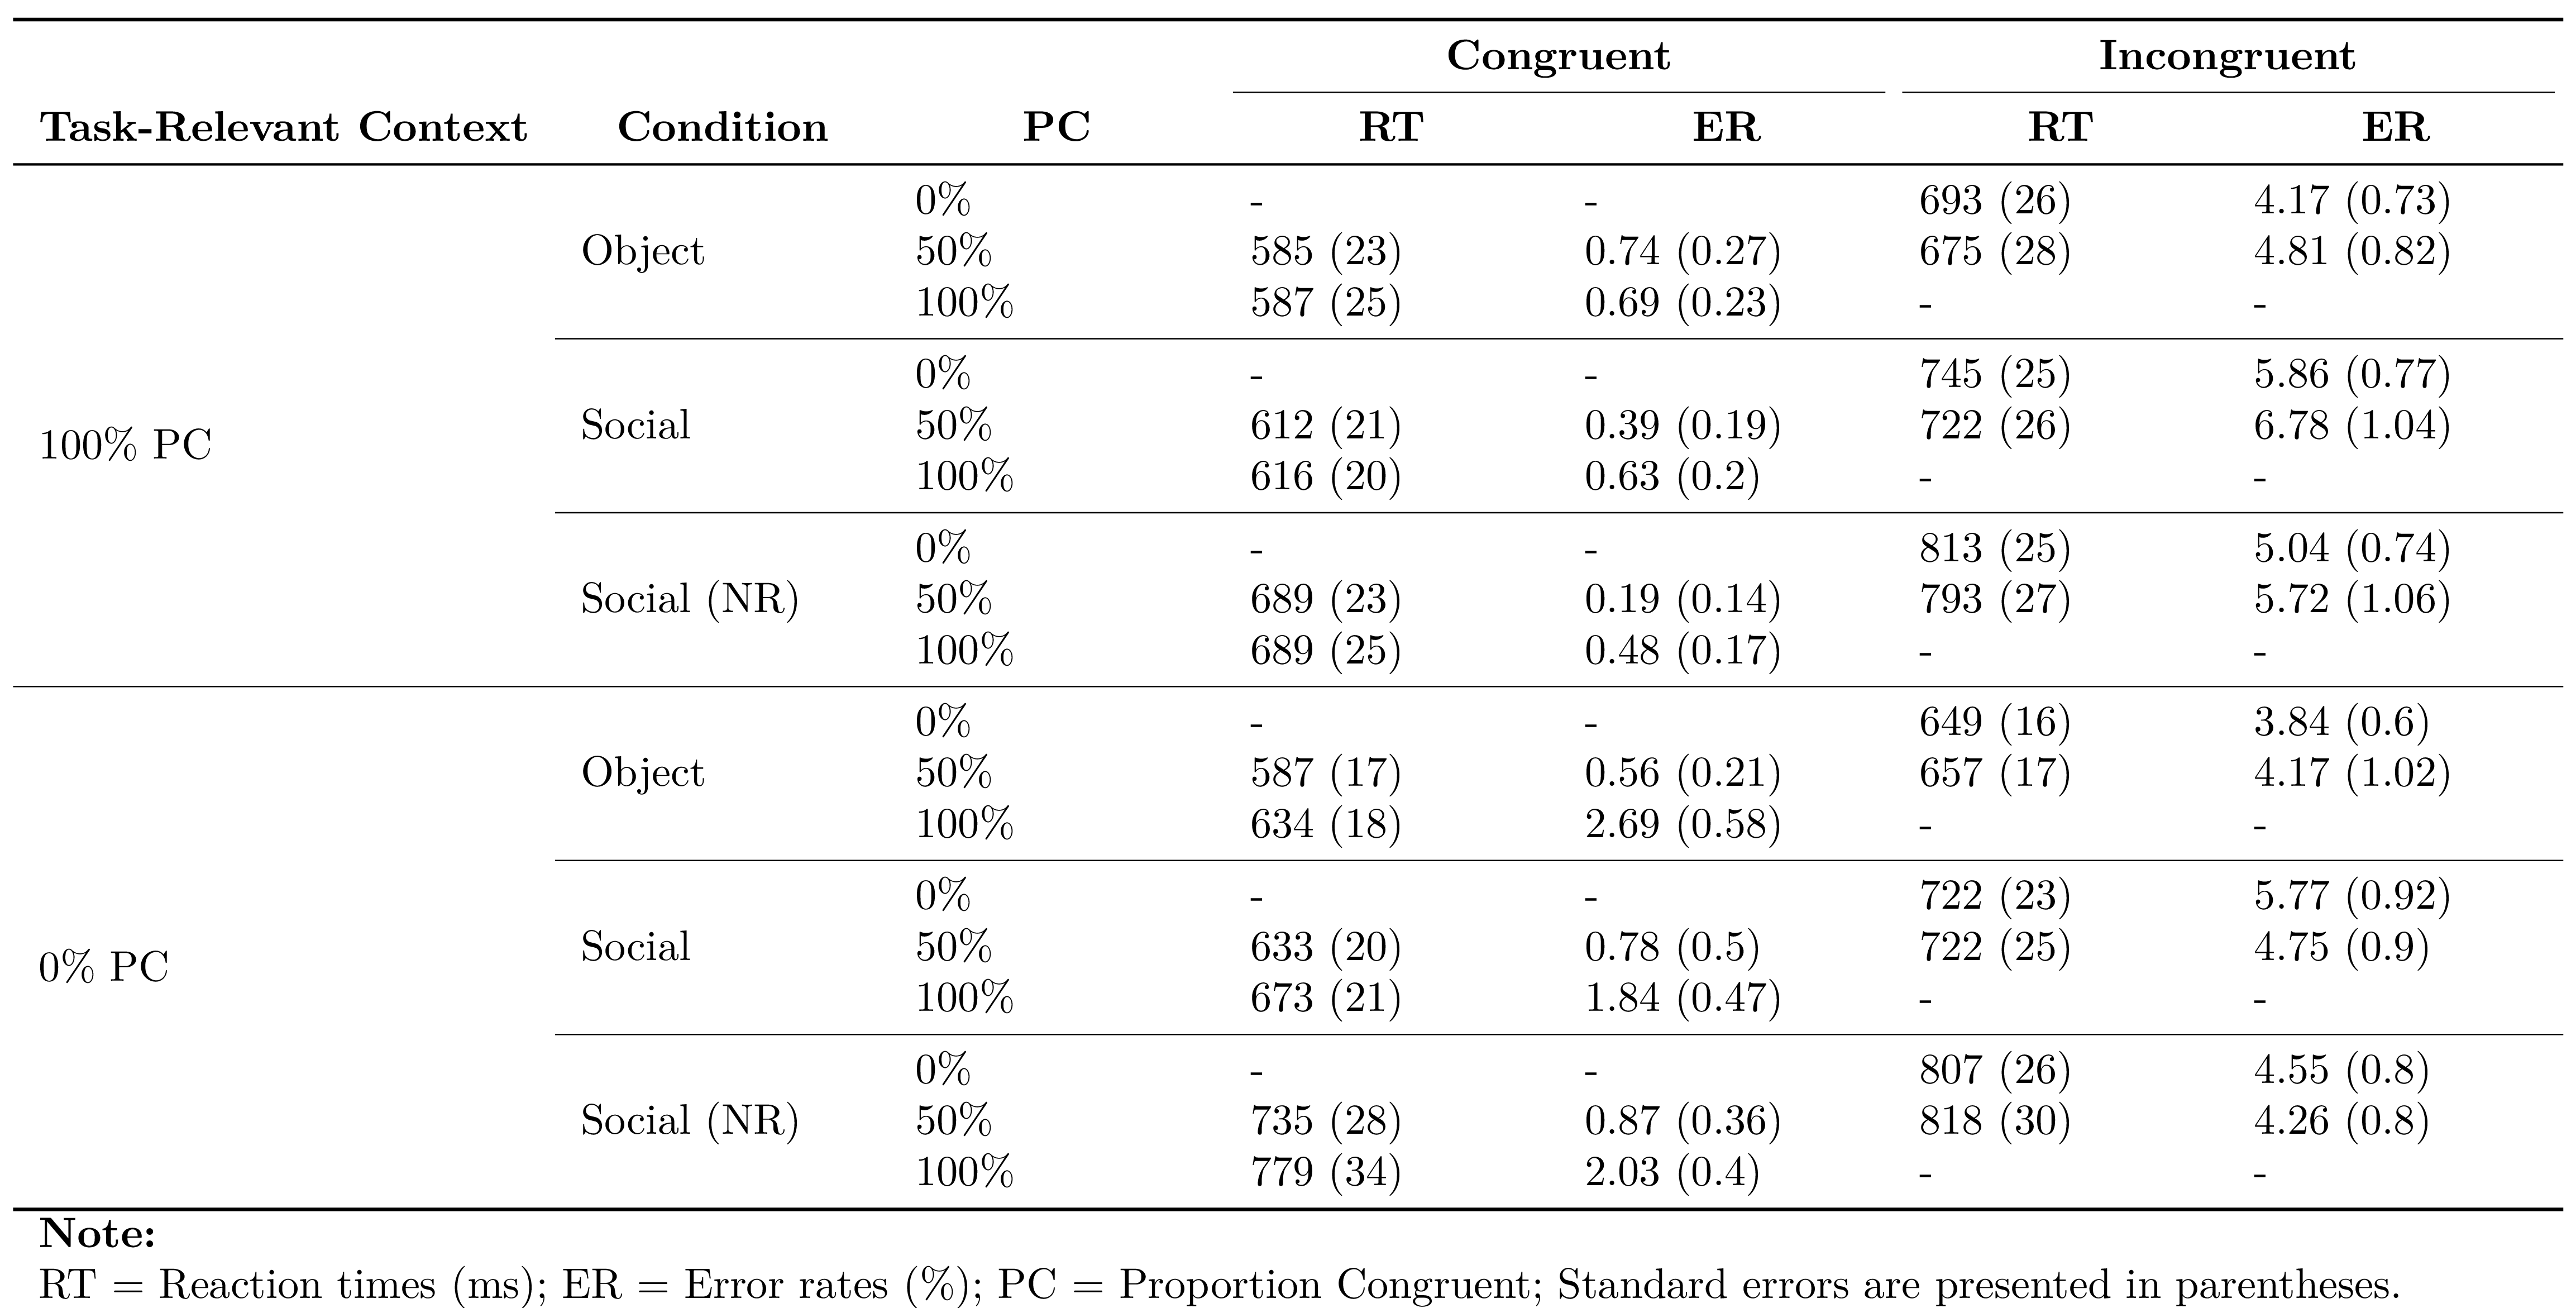 Congruent Incongruent
Task-Relevant Context Condition PC RT ER RT ER
0% - - 693 (26) 4.17 (0.73)
Object 50% 585 (23) 0.74 (0.27) 675 (28) 4.81 (0.82)
100% 587 (25) 0.69 (0.23) - -
0% - - 745 (25) 5.86 (0.77)
Social 50% 612 (21) 0.39 (0.19) 722 (26) 6.78 (1.04)
100% PC
100% 616 (20) 0.63 (0.2) - -
0% - - 813 (25) 5.04 (0.74)
Social (NR) 50% 689 (23) 0.19 (0.14) 793 (27) 5.72 (1.06)
100% 689 (25) 0.48 (0.17) - -
0% - - 649 (16) 3.84 (0.6)
Object 50% 587 (17) 0.56 (0.21) 657 (17) 4.17 (1.02)
100% 634 (18) 2.69 (0.58) - -
0% - - 722 (23) 5.77 (0.92)
Social 50% 633 (20) 0.78 (0.5) 722 (25) 4.75 (0.9)
0% PC
100% 673 (21) 1.84 (0.47) - -
0% - - 807 (26) 4.55 (0.8)
Social (NR) 50% 735 (28) 0.87 (0.36) 818 (30) 4.26 (0.8)
100% 779 (34) 2.03 (0.4) - -
Note:
RT = Reaction times (ms); ER = Error rates (%); PC = Proportion Congruent; Standard errors are presented in parentheses.